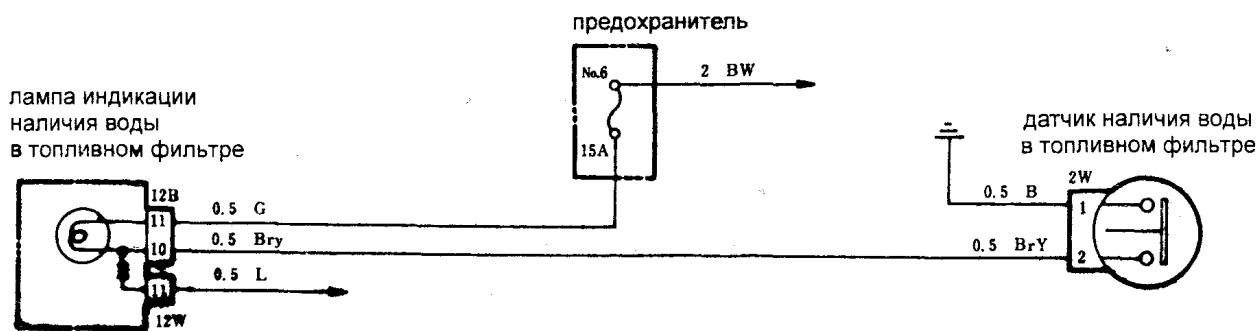 предохранитель
No.6
2 BW
15A
лампа индикации
наличия воды
в топливном фильтре
12B
11
0.5 G
10
0.5 Bry
11
0.5 L
12W
датчик наличия воды
в топливном фильтре
2W
0.5 B
1
0.5 BrY
2